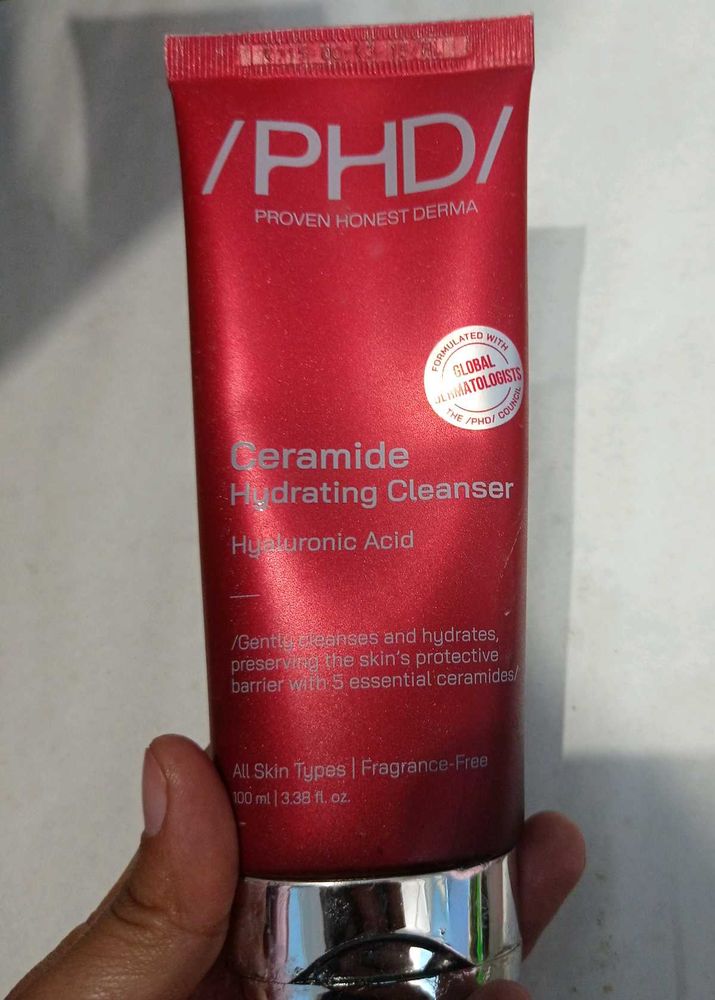 /PHD/
PROVEN HONEST DERMA
FORMULATED WITH
GLOBAL
DERMATOLOGISTS
THE /PHD/ COUNCIL
Ceramide
Hydrating Cleanser
Hyaluronic Acid
/Gently cleanses and hydrates,
preserving the skin's protective
barrier with 5 essential ceramides/
All Skin Types | Fragrance-Free
100 ml | 3.38 fl. oz.